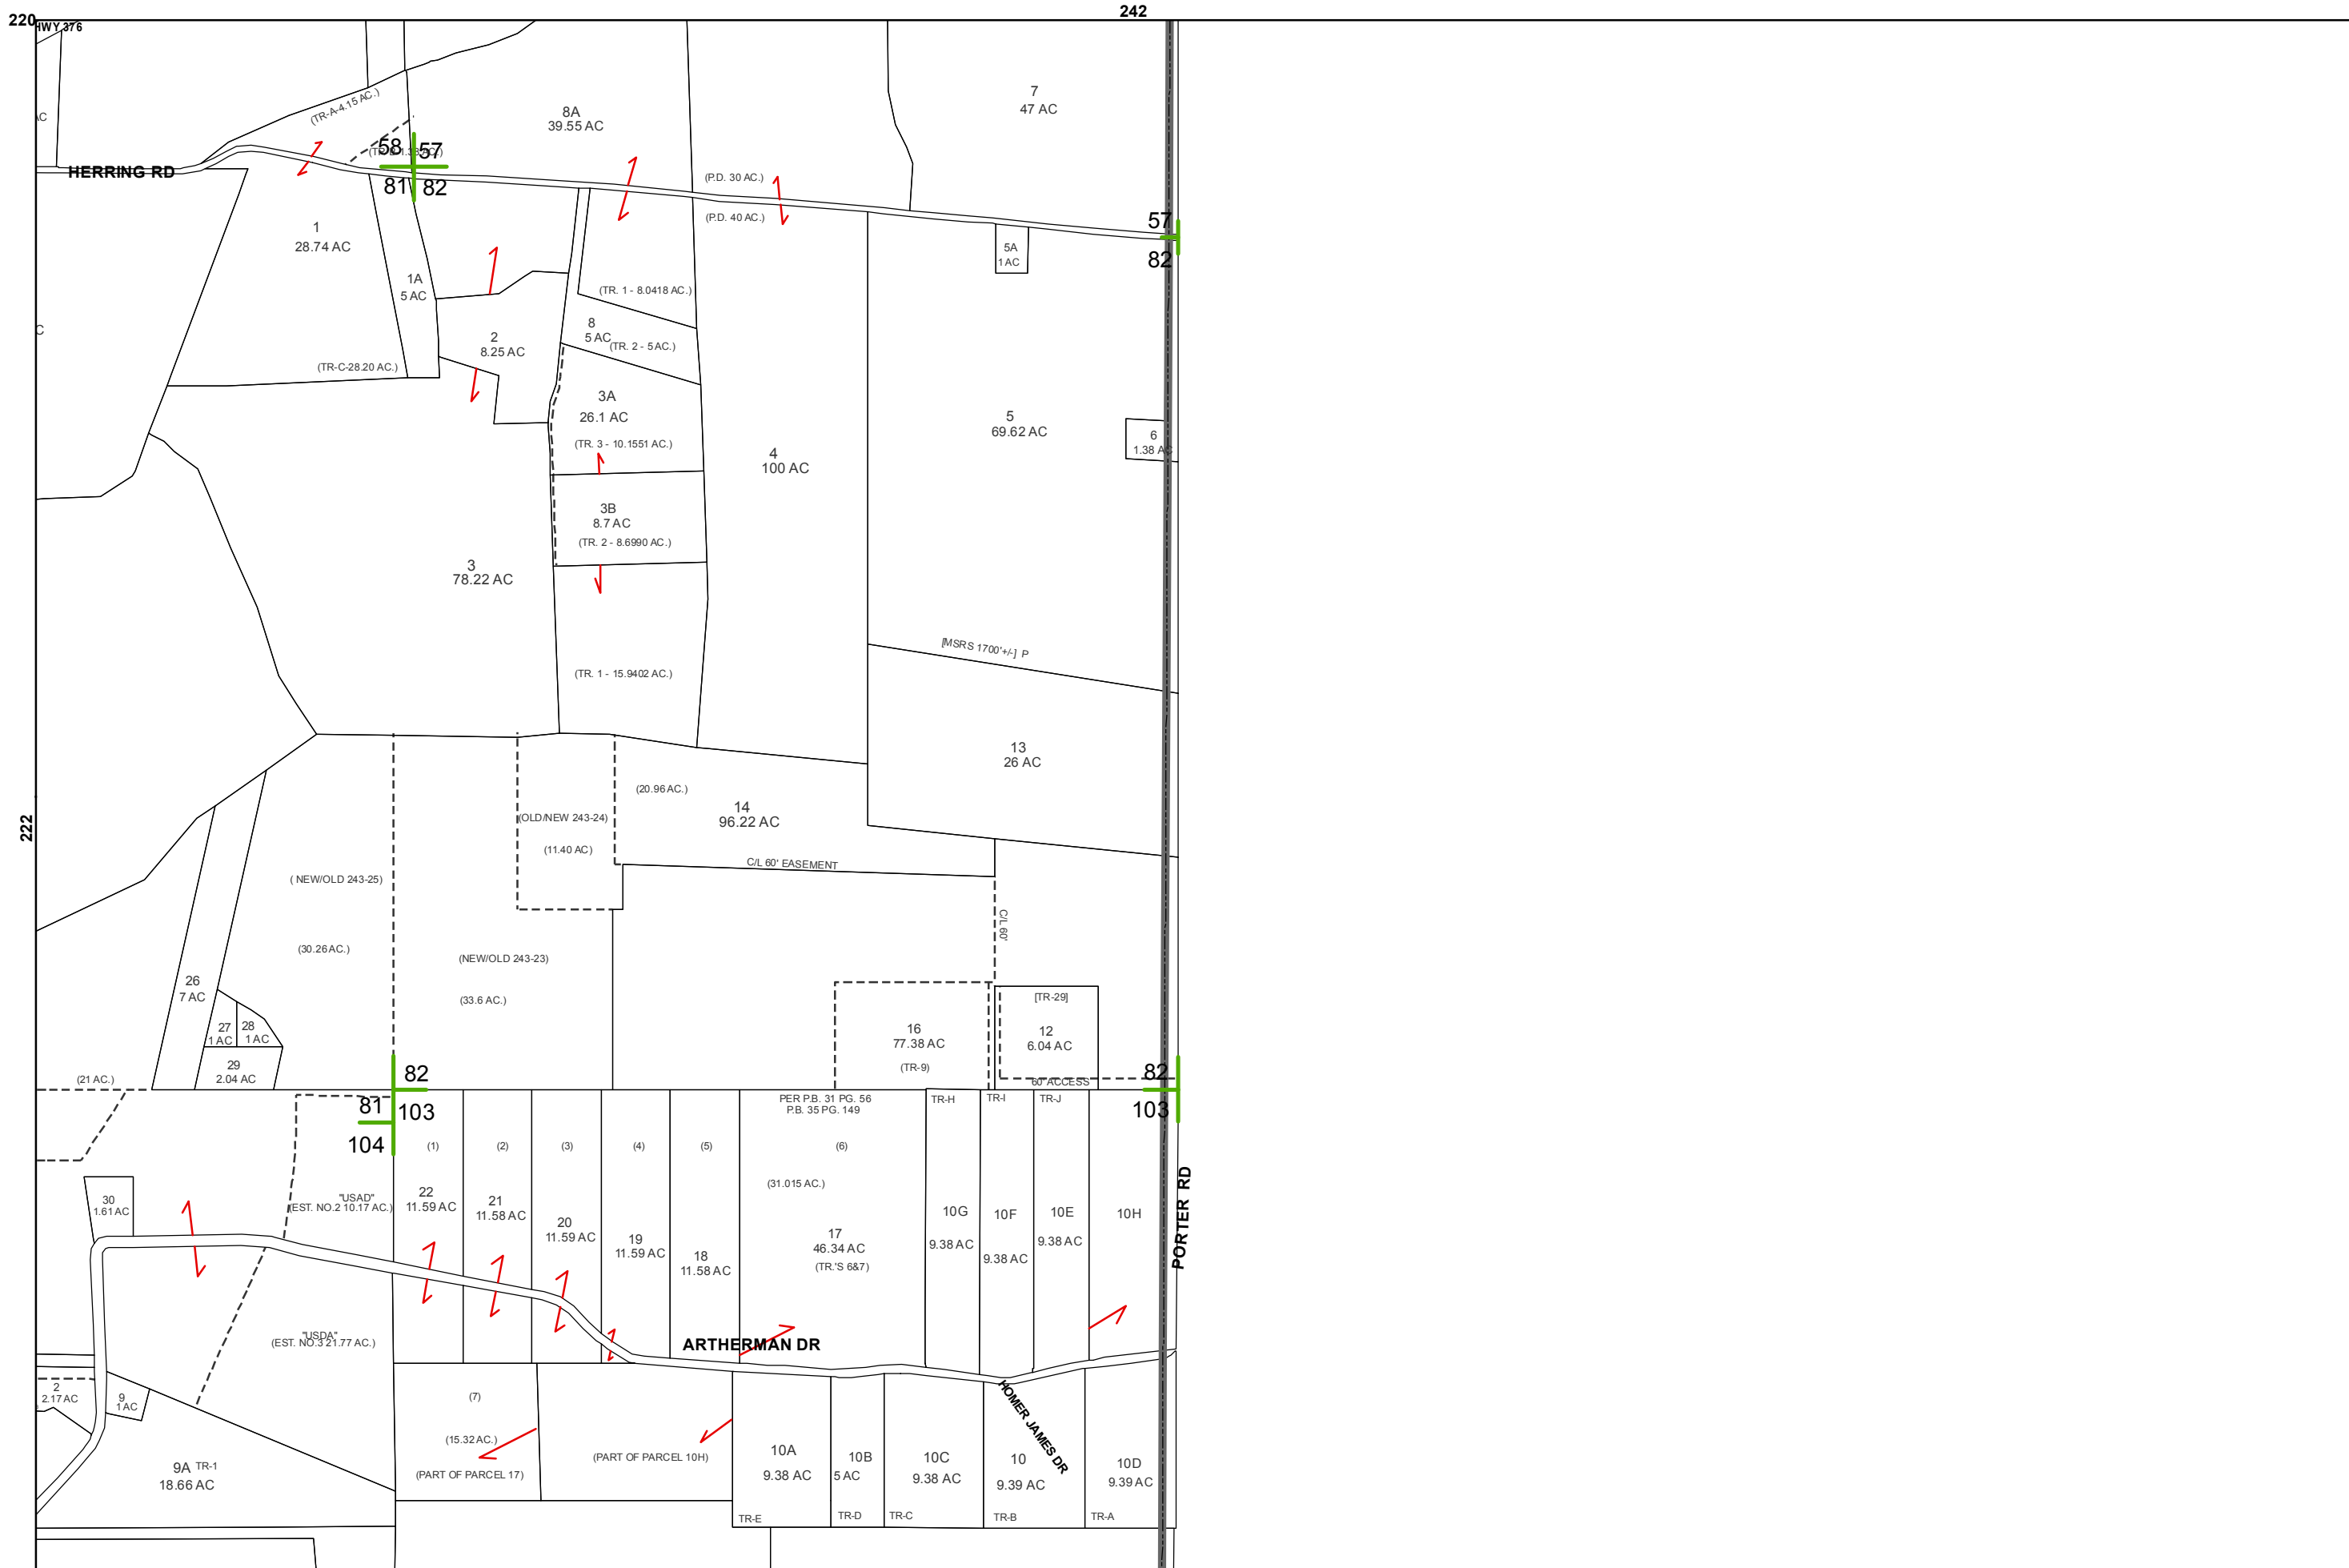 242
220
HWY 376
AC
(TR-A-4.15 AC.)
8A
39.55 AC
7
47 AC
58
57
HERRING RD
81
82
(P.D. 30 AC.)
(P.D. 40 AC.)
57
82
1
28.74 AC
5A
1 AC
1A
5 AC
(TR. 1 - 8.0418 AC.)
C
8
5 AC
(TR. 2 - 5 AC.)
2
8.25 AC
(TR-C-28.20 AC.)
3A
26.1 AC
(TR. 3 - 10.1551 AC.)
5
69.62 AC
6
1.38 AC
4
100 AC
3B
8.7 AC
(TR. 2 - 8.6990 AC.)
3
78.22 AC
[MSRS 1700'+/-] P
(TR. 1 - 15.9402 AC.)
13
26 AC
(20.96 AC.)
14
96.22 AC
222
(OLD/NEW 243-24)
(11.40 AC)
C/L 60' EASEMENT
( NEW/OLD 243-25)
C/L 60'
(30.26 AC.)
(NEW/OLD 243-23)
(33.6 AC.)
26
7 AC
[TR-29]
27
1 AC
28
1 AC
16
77.38 AC
(TR-9)
12
6.04 AC
29
2.04 AC
(21 AC.)
60' ACCESS
82
82
81
103
104
103
PER P.B. 31 PG. 56
P.B. 35 PG. 149
TR-H
TR-I
TR-J
(1)
(2)
(3)
(4)
(5)
(6)
(31.015 AC.)
30
1.61 AC
"USAD"
(EST. NO.2 10.17 AC.)
22
11.59 AC
21
11.58 AC
20
11.59 AC
19
11.59 AC
18
11.58 AC
17
46.34 AC
(TR.'S 6&7)
10G
9.38 AC
10F
9.38 AC
10E
9.38 AC
10H
PORTER RD
"USDA"
(EST. NO.3 21.77 AC.)
ARTHERMAN DR
HOMER JAMES DR
2
2.17 AC
9
1 AC
(7)
(15.32 AC.)
(PART OF PARCEL 17)
(PART OF PARCEL 10H)
10A
9.38 AC
10B
5 AC
10C
9.38 AC
10
9.39 AC
10D
9.39 AC
9A TR-1
18.66 AC
TR-E
TR-D
TR-C
TR-B
TR-A